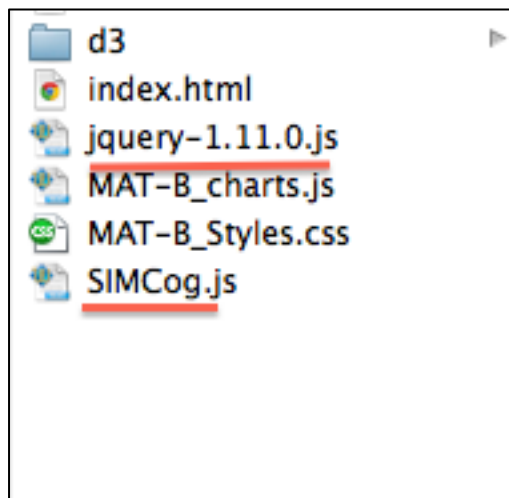 d3
index.html
jquery-1.11.0.js
MAT-B_charts.js
MAT-B_Styles.css
SIMCog.js